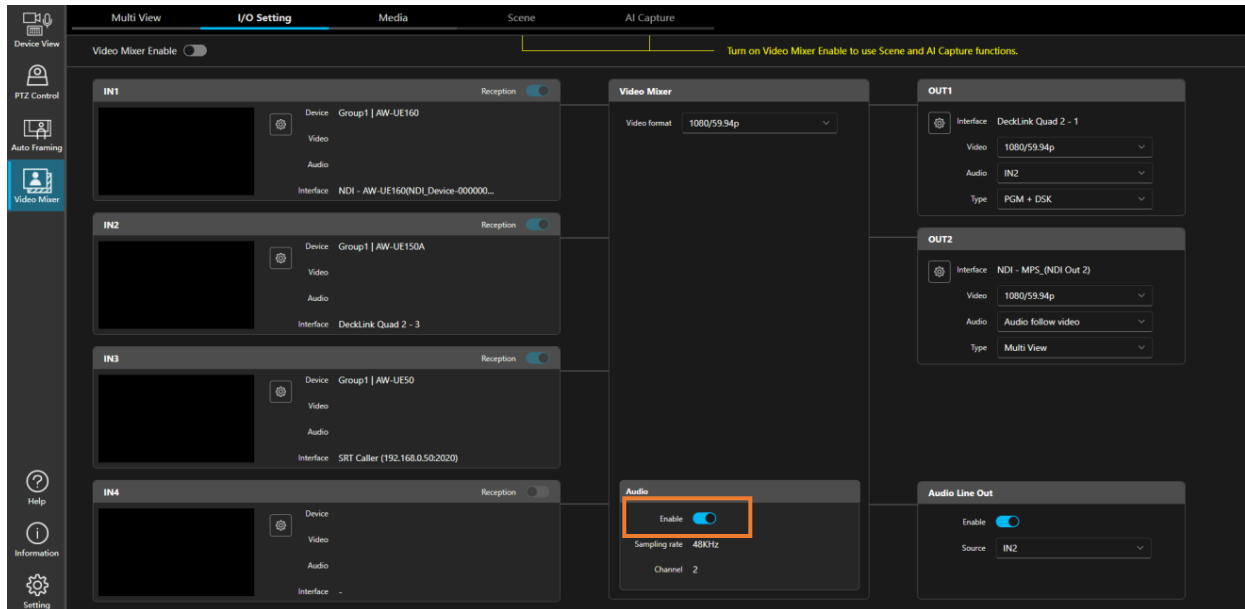 Multi View I/O Setting Media Scene AI Capture
Device View
Video Mixer Enable
Turn on Video Mixer Enable to use Scene and AI Capture functions.
PTZ Control
Auto Framing
Video Mixer
Help
Information
Setting
IN1 Reception
Device Group1 | AW-UE160
Video
Audio
Interface NDI - AW-UE160(NDI_Device-000000...
IN2 Reception
Device Group1 | AW-UE150A
Video
Audio
Interface DeckLink Quad 2 - 3
IN3 Reception
Device Group1 | AW-UE50
Video
Audio
Interface SRT Caller (192.168.0.50:2020)
IN4 Reception
Device
Video
Audio
Interface -
Video Mixer
Video format 1080/59.94p
Audio
Enable
Sampling rate 48KHz
Channel 2
OUT1
Interface DeckLink Quad 2 - 1
Video 1080/59.94p
Audio IN2
Type PGM + DSK
OUT2
Interface NDI - MPS_(NDI Out 2)
Video 1080/59.94p
Audio Audio follow video
Type Multi View
Audio Line Out
Enable
Source IN2